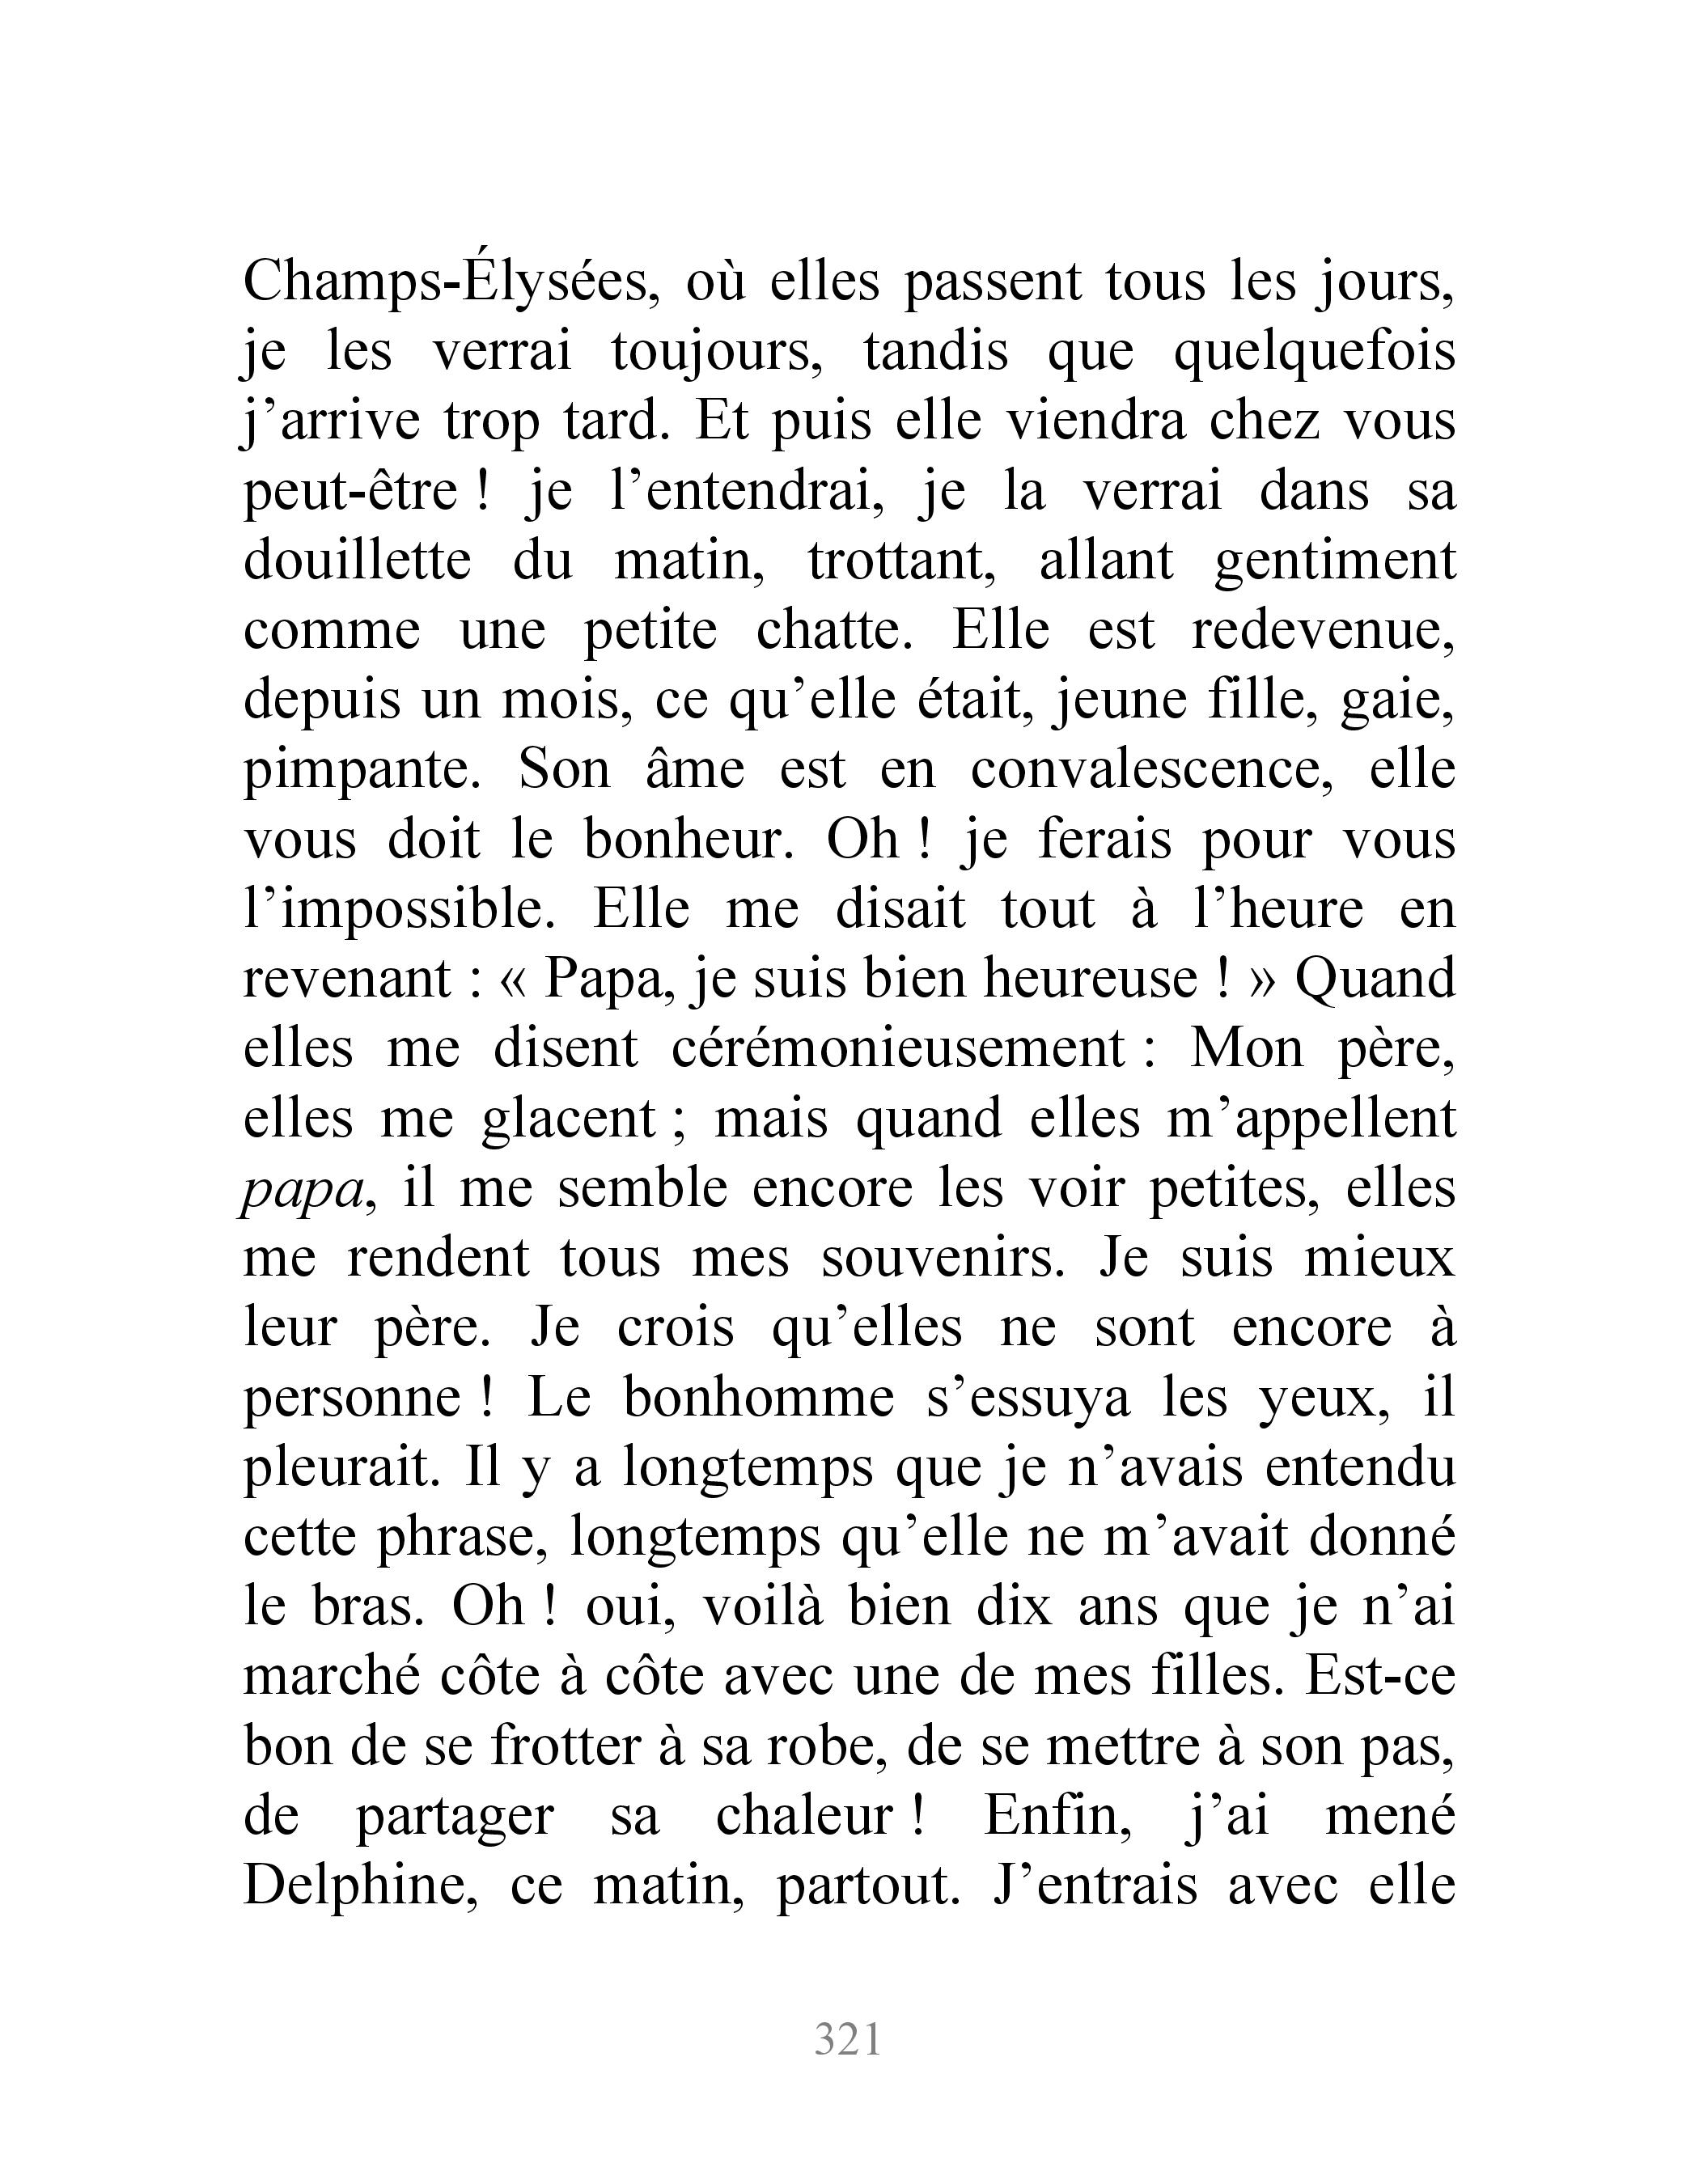 Champs-Élysées, où elles passent tous les jours,
je les verrai toujours, tandis que quelquefois
j’arrive trop tard. Et puis elle viendra chez vous
peut-être ! je l’entendrai, je la verrai dans sa
douillette du matin, trottant, allant gentiment
comme une petite chatte. Elle est redevenue,
depuis un mois, ce qu’elle était, jeune fille, gaie,
pimpante. Son âme est en convalescence, elle
vous doit le bonheur. Oh ! je ferais pour vous
l’impossible. Elle me disait tout à l’heure en
revenant : « Papa, je suis bien heureuse ! » Quand
elles me disent cérémonieusement : Mon père,
elles me glacent ; mais quand elles m’appellent
papa, il me semble encore les voir petites, elles
me rendent tous mes souvenirs. Je suis mieux
leur père. Je crois qu’elles ne sont encore à
personne ! Le bonhomme s’essuya les yeux, il
pleurait. Il y a longtemps que je n’avais entendu
cette phrase, longtemps qu’elle ne m’avait donné
le bras. Oh ! oui, voilà bien dix ans que je n’ai
marché côte à côte avec une de mes filles. Est-ce
bon de se frotter à sa robe, de se mettre à son pas,
de partager sa chaleur ! Enfin, j’ai mené
Delphine, ce matin, partout. J’entrais avec elle
321